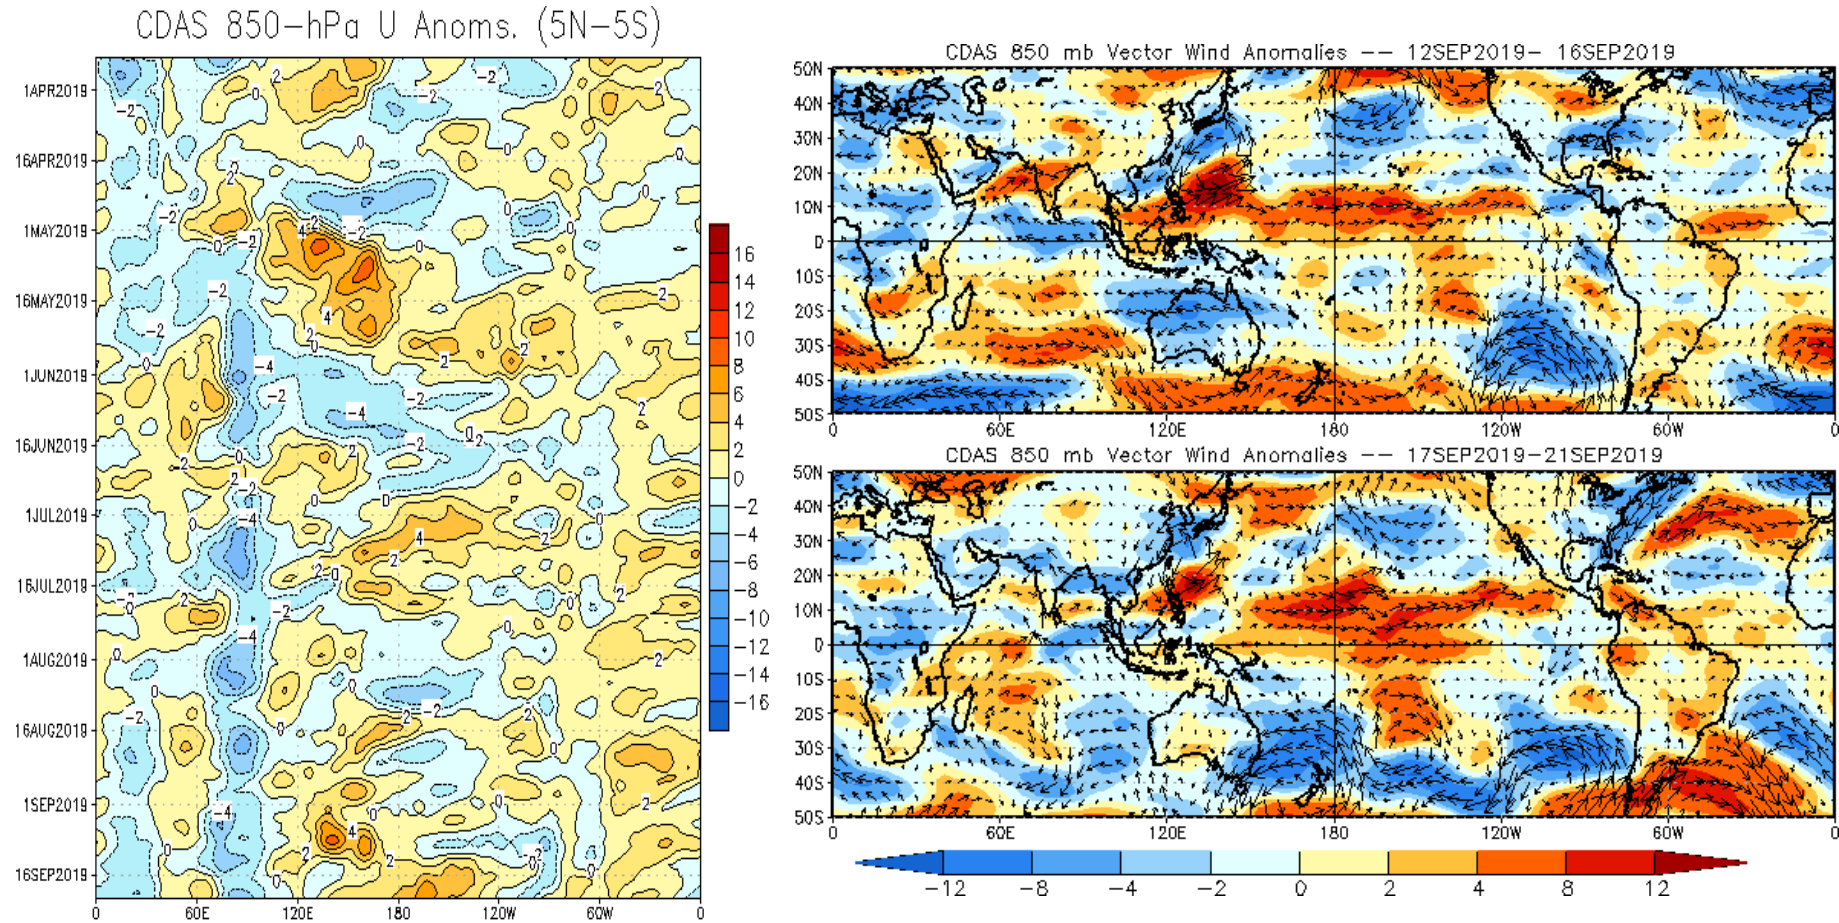 CDAS 850-hPa U Anoms. (5N-5S)
1APR2019
16APR2019
1MAY2019
16MAY2019
1JUN2019
16JUN2019
1JUL2019
16JUL2019
1AUG2019
16AUG2019
1SEP2019
16SEP2019
0 60E 120E 180 120W 60W 0
16
14
12
10
8
6
4
2
0
-2
-4
-6
-8
-10
-12
-14
-16
CDAS 850 mb Vector Wind Anomalies -- 12SEP2019- 16SEP2019
50N
40N
30N
20N
10N
0
10S
20S
30S
40S
50S
0 60E 120E 180 120W 60W 0
CDAS 850 mb Vector Wind Anomalies -- 17SEP2019-21SEP2019
50N
40N
30N
20N
10N
0
10S
20S
30S
40S
50S
0 60E 120E 180 120W 60W 0
-12 -8 -4 -2 0 2 4 8 12